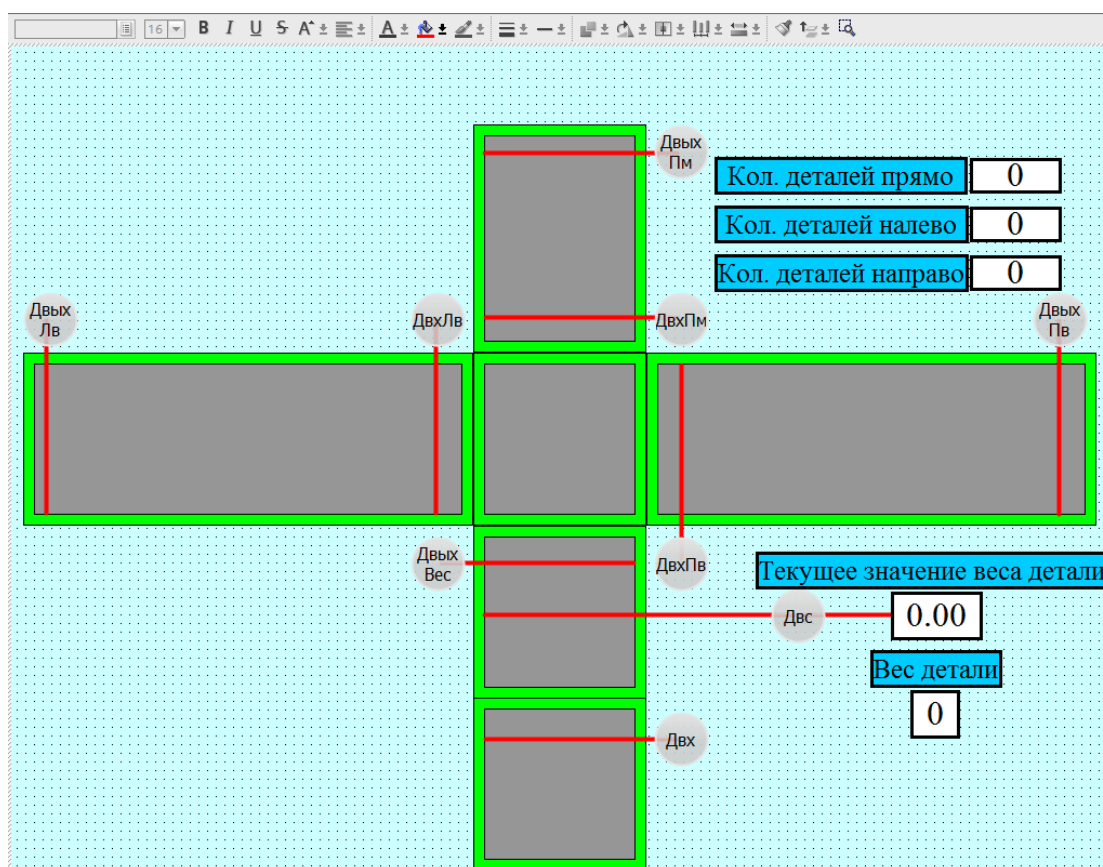 16 B I U S A
Двых
Пм
Кол. деталей прямо 0
Кол. деталей налево 0
Кол. деталей направо 0
Двых
Лв
ДвхЛв
ДвхПм
Двых
Пв
Двых
Вес
ДвхПв
Текущее значение веса детали
Двс
0.00
Вес детали
0
Двх